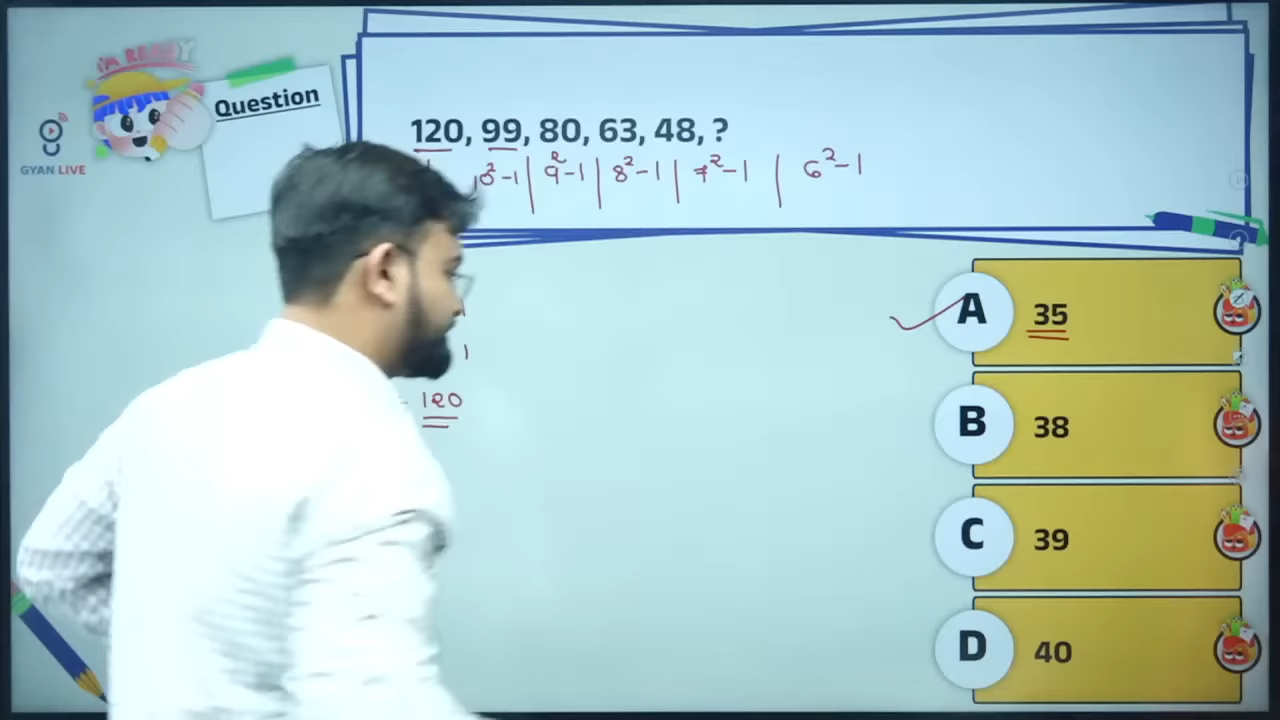 I'M READY
Question
GYAN LIVE
120, 99, 80, 63, 48, ?
10²-1 | 9²-1 | 8²-1 | 7²-1 | 6²-1
A 35
1
120
B 38
C 39
D 40